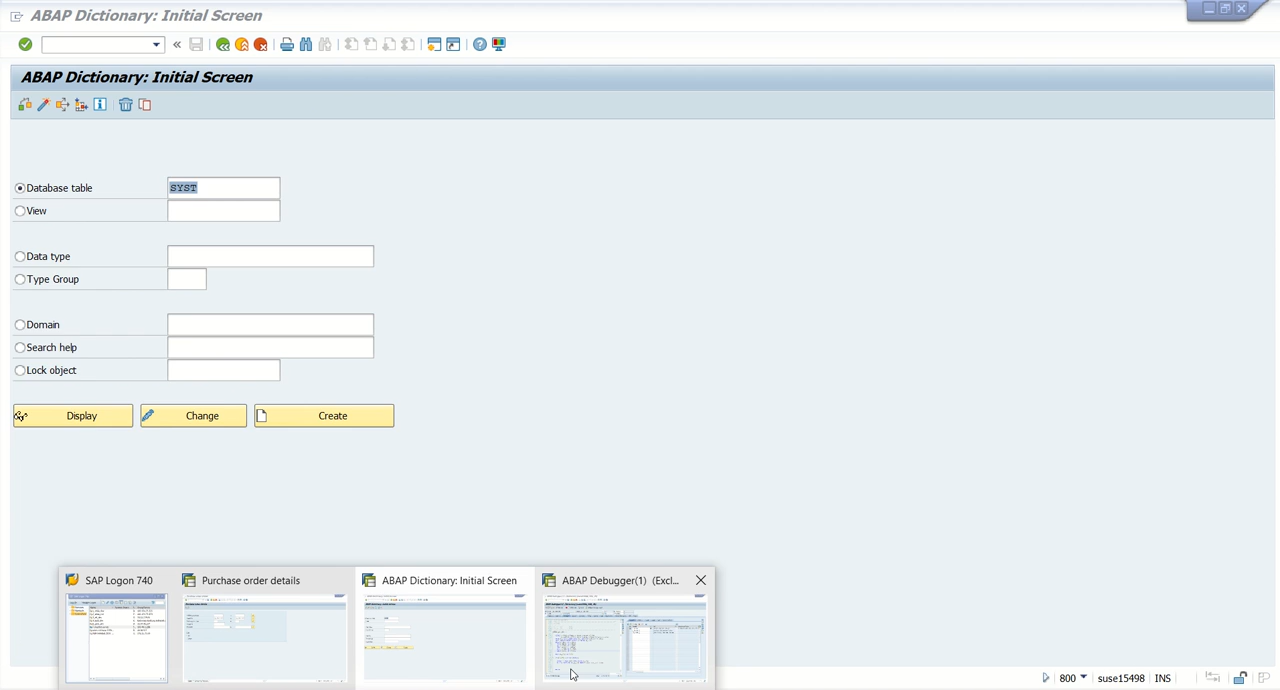 ABAP Dictionary: Initial Screen
«
ABAP Dictionary: Initial Screen
Database table SYST
View
Data type
Type Group
Domain
Search help
Lock object
Display Change Create
SAP Logon 740 Purchase order details ABAP Dictionary: Initial Screen ABAP Debugger(1) (Excl...
800 suse15498 INS